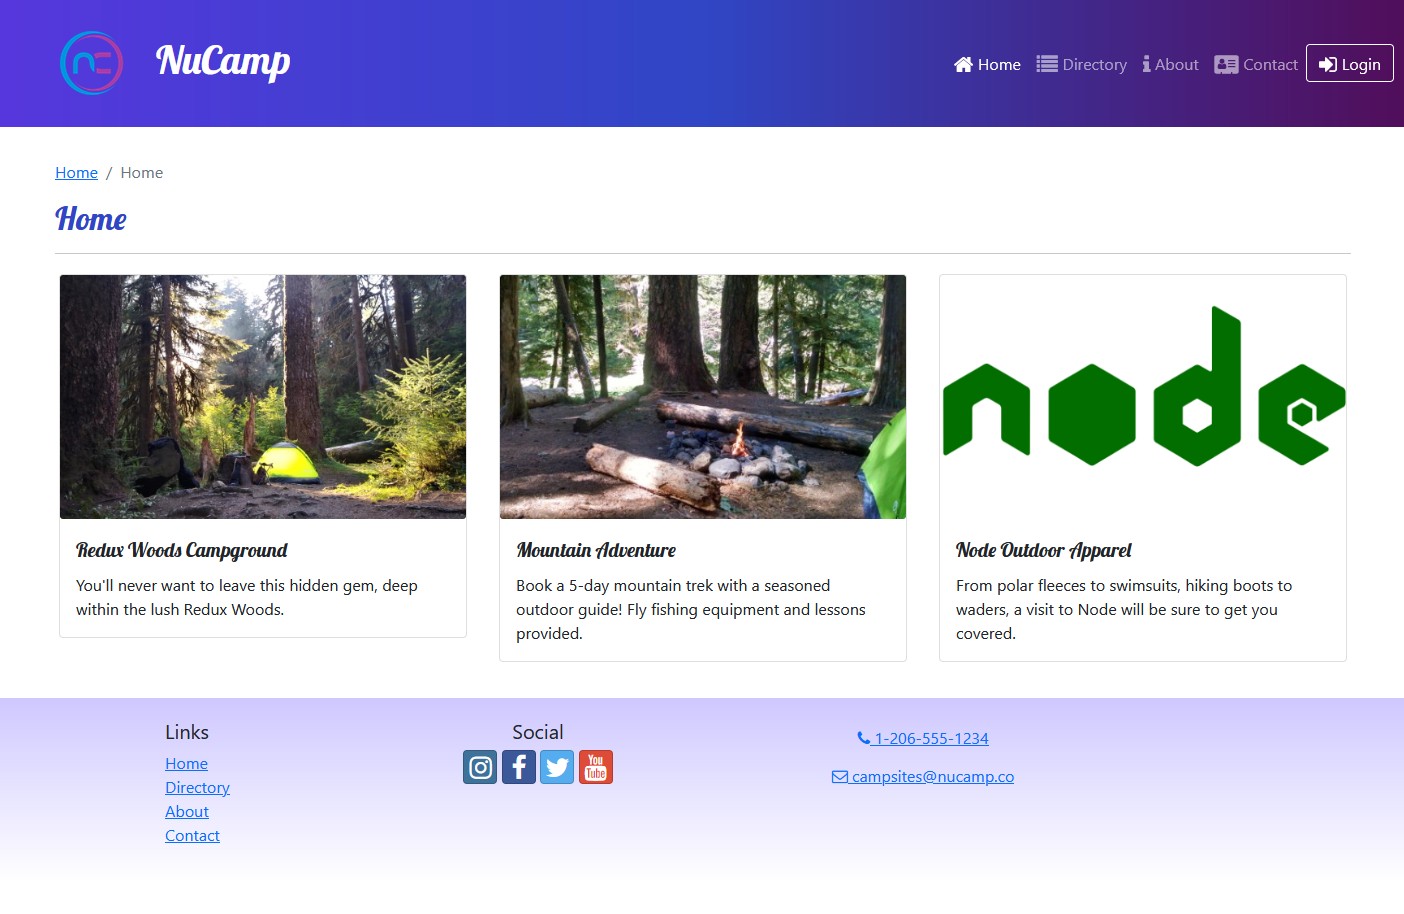 NC NuCamp
Home Directory About Contact Login
Home / Home
Home
node
Redux Woods Campground
You'll never want to leave this hidden gem, deep
within the lush Redux Woods.
Mountain Adventure
Book a 5-day mountain trek with a seasoned
outdoor guide! Fly fishing equipment and lessons
provided.
Node Outdoor Apparel
From polar fleeces to swimsuits, hiking boots to
waders, a visit to Node will be sure to get you
covered.
Links
Home
Directory
About
Contact
Social
You
Tube
1-206-555-1234
campsites@nucamp.co